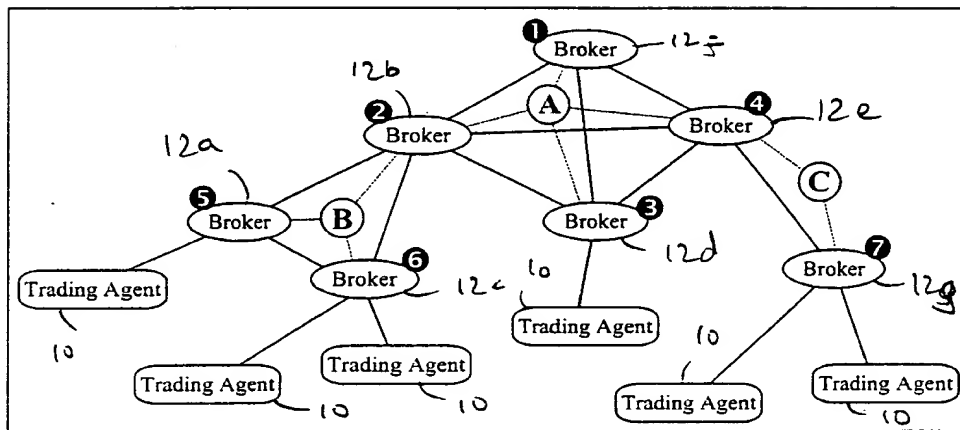 1
Broker
12f
12b
A
2
Broker
4
Broker
12e
12a
C
5
Broker
B
3
Broker
12d
6
Broker
12c
7
Broker
12g
Trading Agent
10
10
Trading Agent
Trading Agent
10
Trading Agent
10
10
Trading Agent
Trading Agent
10